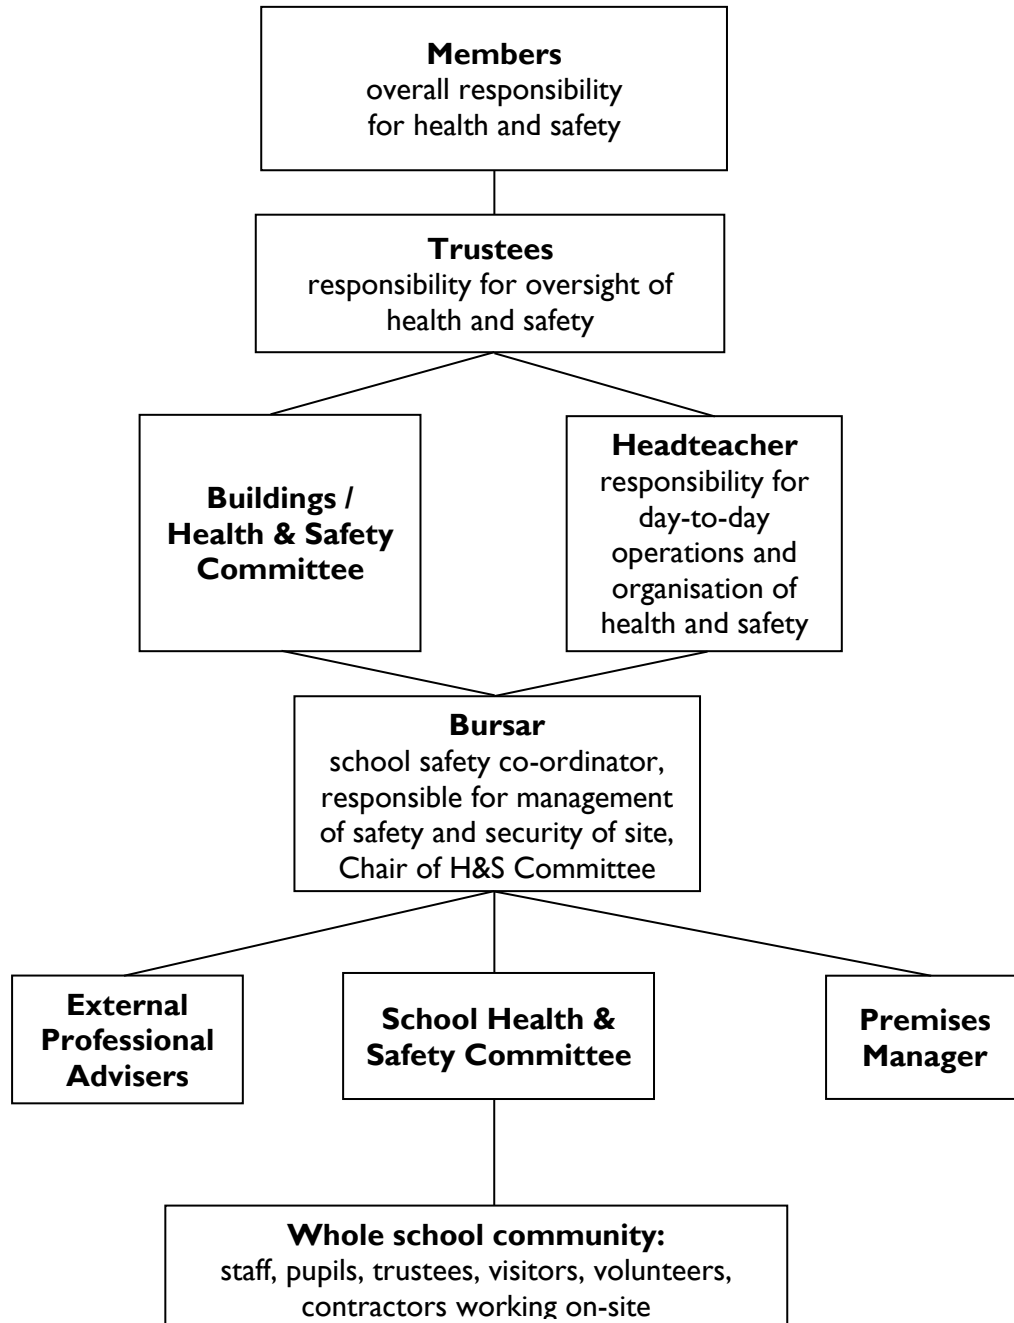 Members
overall responsibility
for health and safety
Trustees
responsibility for oversight of
health and safety
Buildings /
Health & Safety
Committee
Headteacher
responsibility for
day-to-day
operations and
organisation of
health and safety
Bursar
school safety co-ordinator,
responsible for management
of safety and security of site,
Chair of H&S Committee
External
Professional
Advisers
School Health &
Safety Committee
Premises
Manager
Whole school community:
staff, pupils, trustees, visitors, volunteers,
contractors working on-site